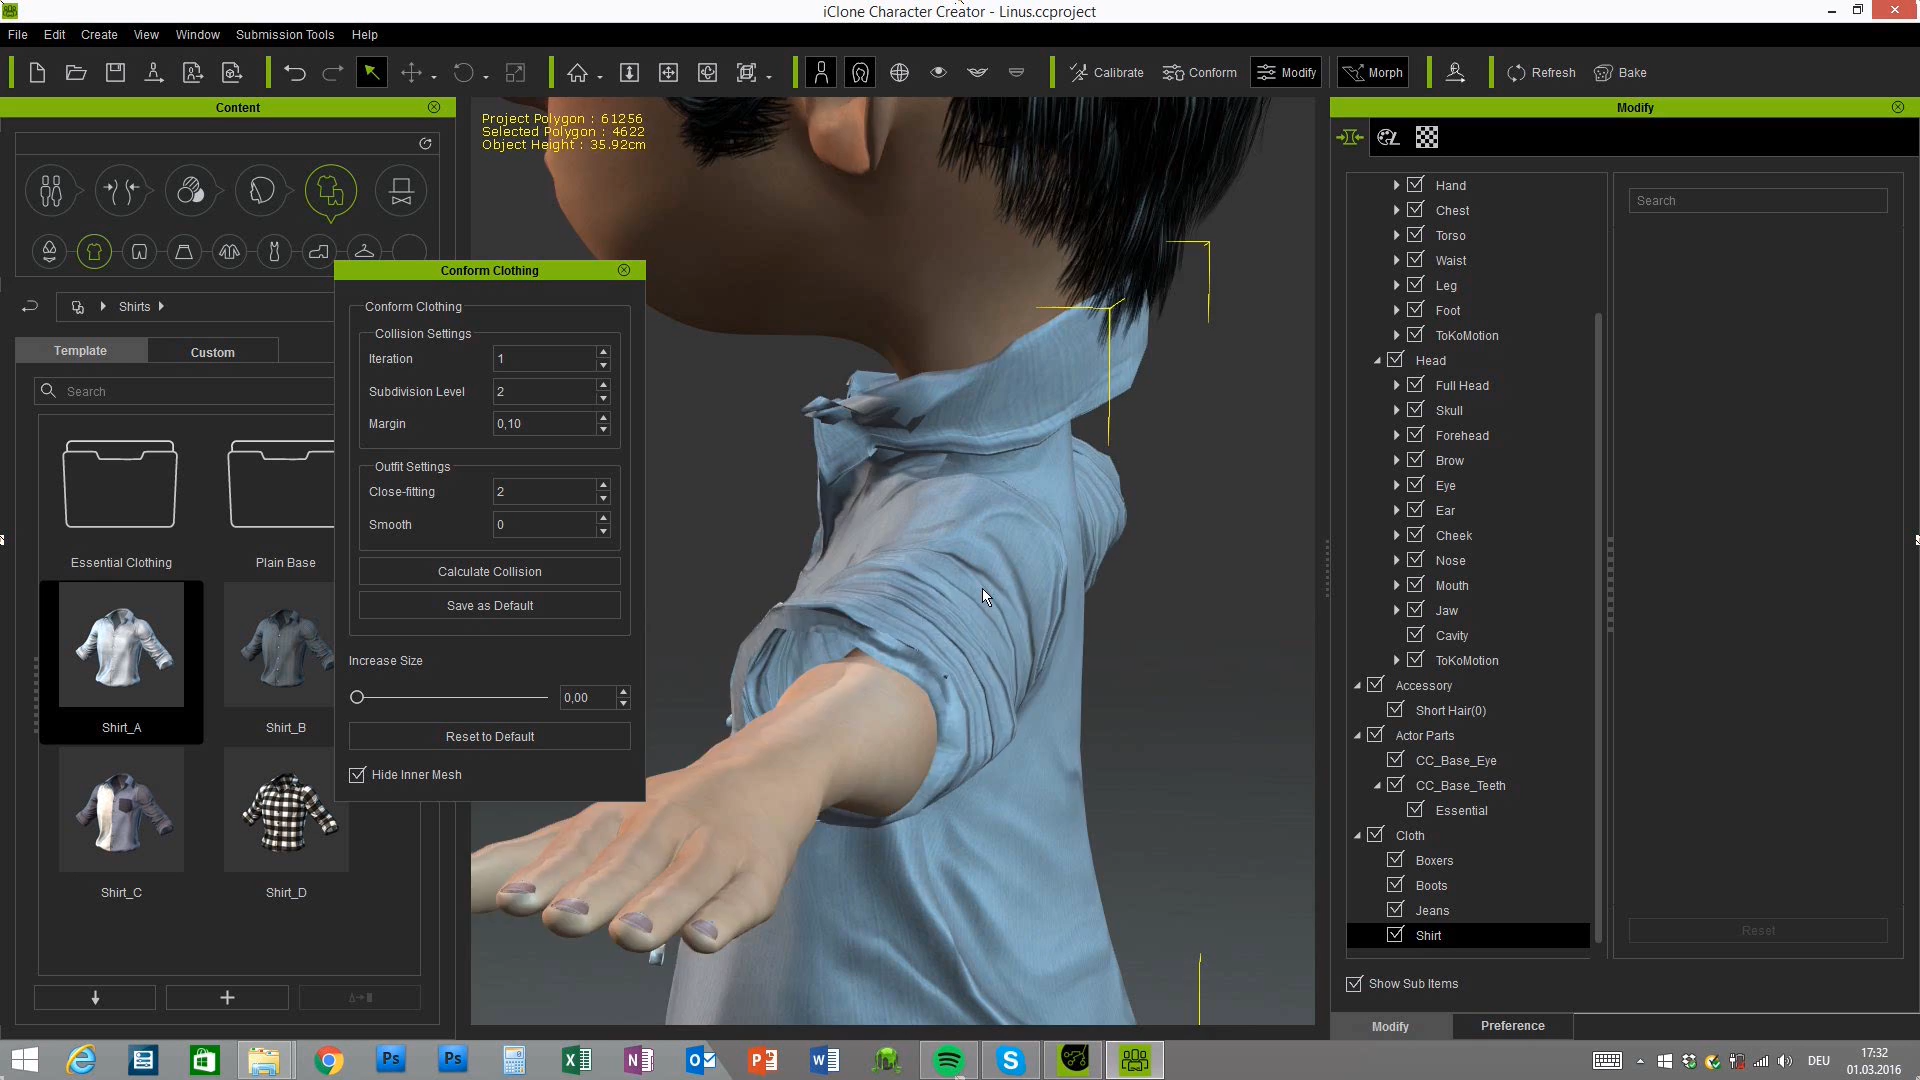 iClone Character Creator - Linus.ccproject
File Edit Create View Window Submission Tools Help
Calibrate Conform Modify Morph Refresh Bake
Content
Shirts
Template Custom
Search
Essential Clothing Plain Base
Shirt_A Shirt_B
Shirt_C Shirt_D
Conform Clothing
Conform Clothing
Collision Settings
Iteration 1
Subdivision Level 2
Margin 0,10
Outfit Settings
Close-fitting 2
Smooth 0
Calculate Collision
Save as Default
Increase Size
0,00
Reset to Default
Hide Inner Mesh
Project Polygon : 61256
Selected Polygon : 4622
Object Height : 35.92cm
Modify
Hand
Chest
Torso
Waist
Leg
Foot
ToKoMotion
Head
Full Head
Skull
Forehead
Brow
Eye
Ear
Cheek
Nose
Mouth
Jaw
Cavity
ToKoMotion
Accessory
Short Hair(0)
Actor Parts
CC_Base_Eye
CC_Base_Teeth
Essential
Cloth
Boxers
Boots
Jeans
Shirt
Show Sub Items
Search
Reset
Modify Preference
Ps Ps
DEU
17:32
01.03.2016